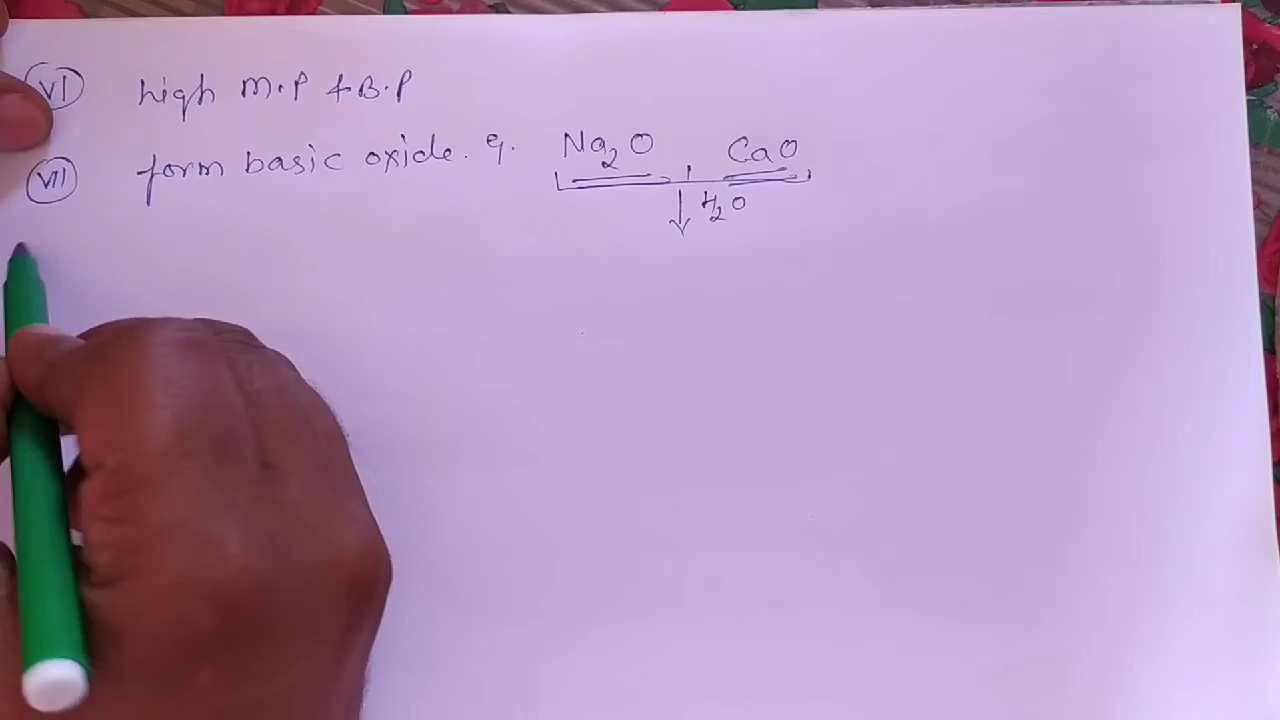 VI high m.p & B.P
VII form basic oxide. eg. Na₂O , CaO
↓ H₂O